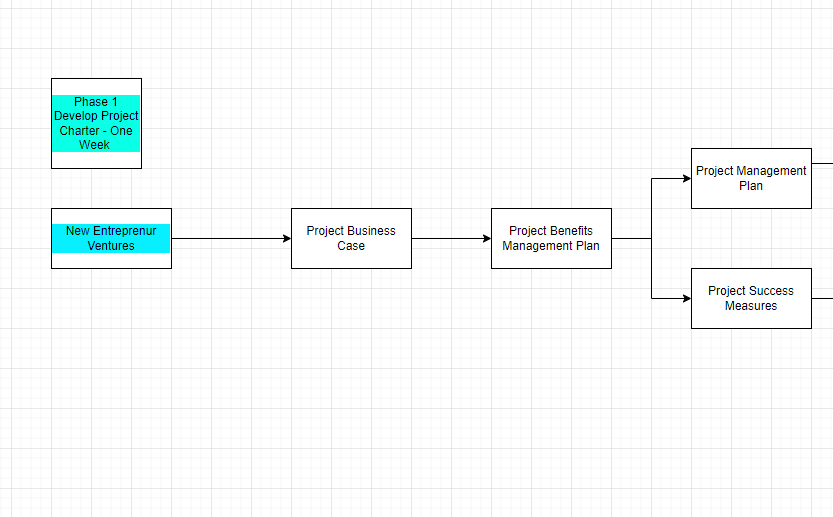 Phase 1
Develop Project
Charter - One
Week
New Entreprenur
Ventures
Project Business
Case
Project Benefits
Management Plan
Project Management
Plan
Project Success
Measures